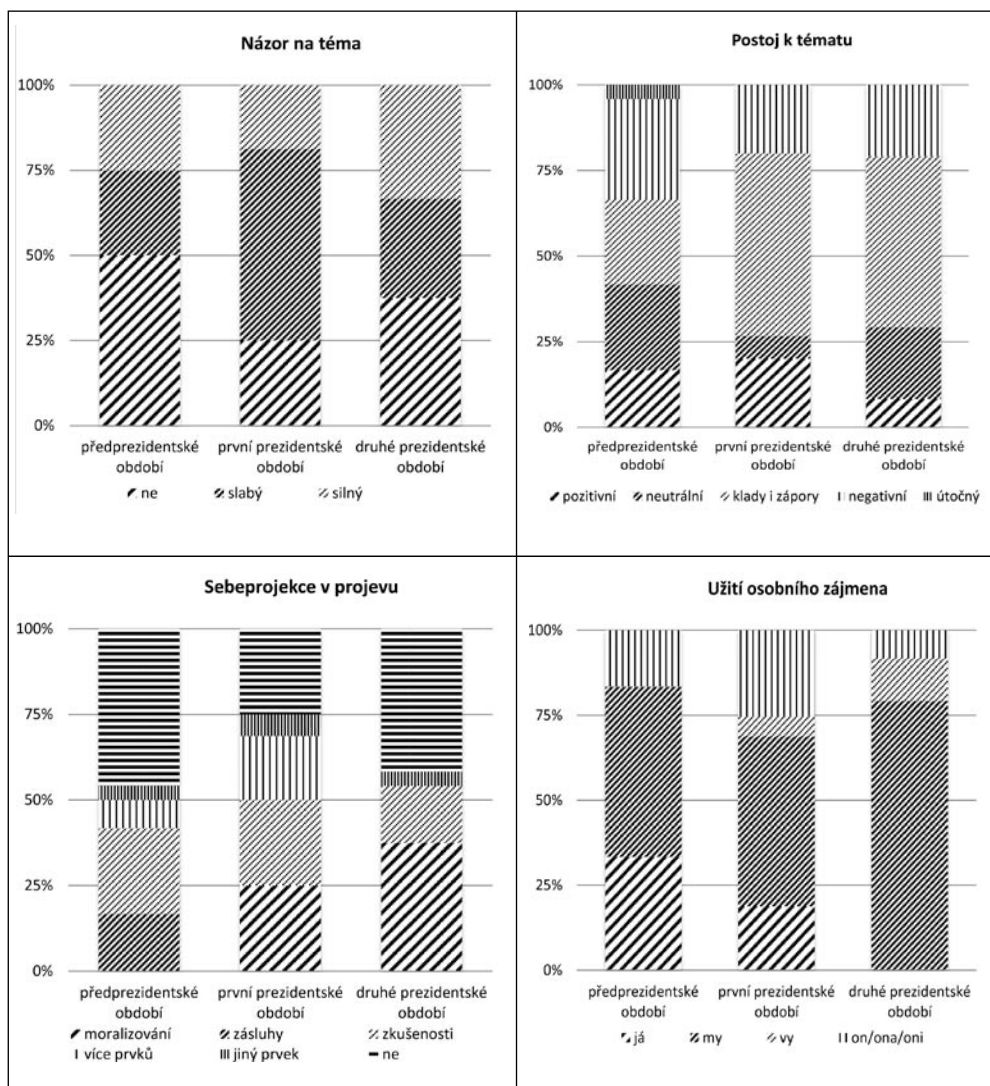 Názor na téma
100%
75%
50%
25%
0%
předprezidentské první prezidentské druhé prezidentské
období období období
ne slabý silný
Postoj k tématu
100%
75%
50%
25%
0%
předprezidentské první prezidentské druhé prezidentské
období období období
pozitivní neutrální klady i zápory negativní útočný
Sebeprojekce v projevu
100%
75%
50%
25%
0%
předprezidentské první prezidentské druhé prezidentské
období období období
moralizování zásluhy zkušenosti
více prvků jiný prvek ne
Užití osobního zájmena
100%
75%
50%
25%
0%
předprezidentské první prezidentské druhé prezidentské
období období období
já my vy on/ona/oni